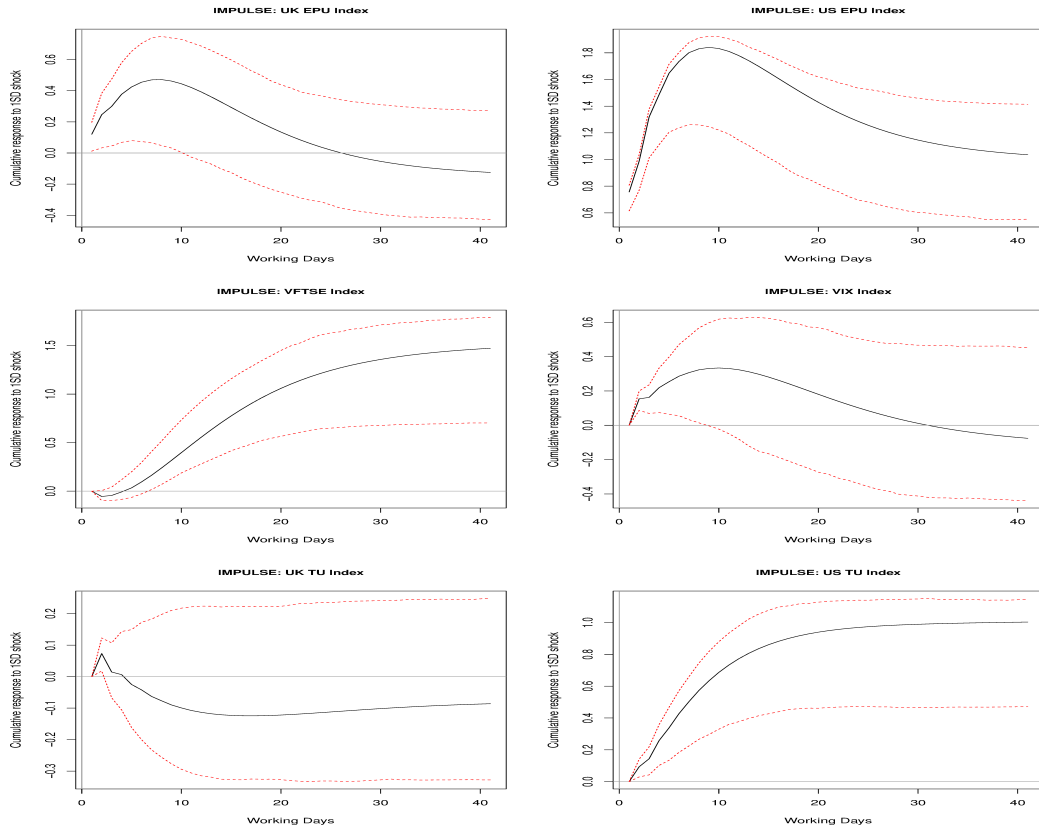 IMPULSE: UK EPU Index
Cumulative response to 1SD shock
0.6
0.4
0.2
0.0
−0.2
−0.4
0 10 20 30 40
Working Days
IMPULSE: US EPU Index
Cumulative response to 1SD shock
1.8
1.6
1.4
1.2
1.0
0.8
0.6
0 10 20 30 40
Working Days
IMPULSE: VFTSE Index
Cumulative response to 1SD shock
1.5
1.0
0.5
0.0
0 10 20 30 40
Working Days
IMPULSE: VIX Index
Cumulative response to 1SD shock
0.6
0.4
0.2
0.0
−0.2
−0.4
0 10 20 30 40
Working Days
IMPULSE: UK TU Index
Cumulative response to 1SD shock
0.2
0.1
0.0
−0.1
−0.3
0 10 20 30 40
Working Days
IMPULSE: US TU Index
Cumulative response to 1SD shock
1.0
0.8
0.6
0.4
0.2
0.0
0 10 20 30 40
Working Days